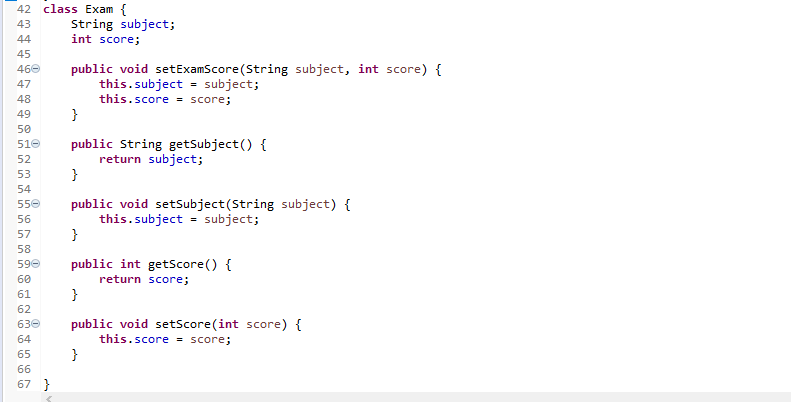 42 class Exam {
43     String subject;
44     int score;
45
46     public void setExamScore(String subject, int score) {
47         this.subject = subject;
48         this.score = score;
49     }
50
51     public String getSubject() {
52         return subject;
53     }
54
55     public void setSubject(String subject) {
56         this.subject = subject;
57     }
58
59     public int getScore() {
60         return score;
61     }
62
63     public void setScore(int score) {
64         this.score = score;
65     }
66
67 }